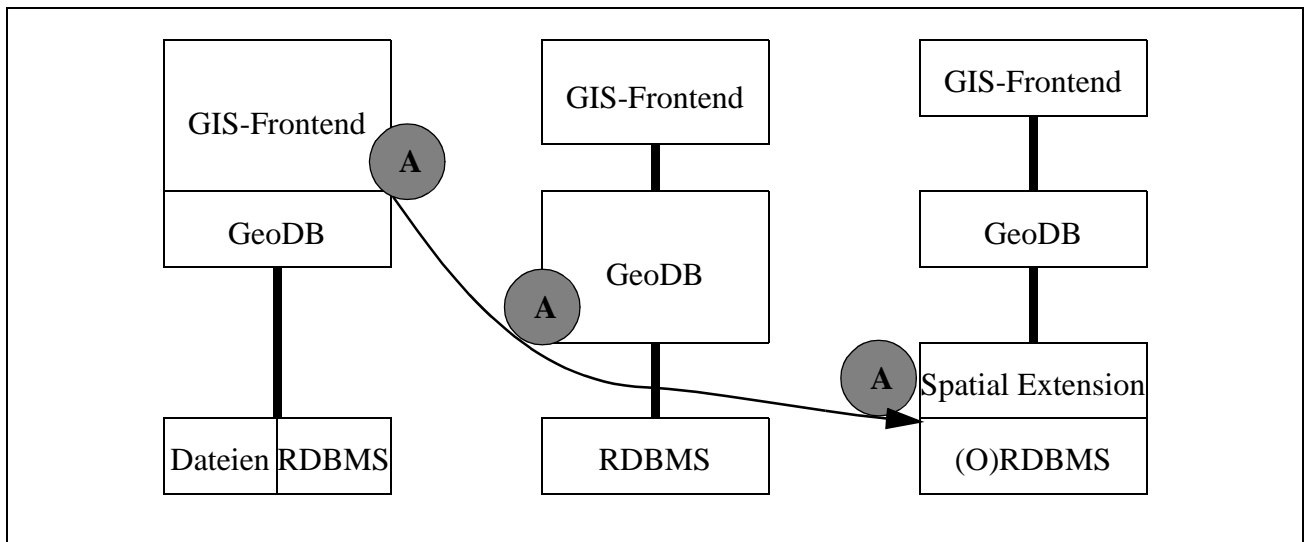 GIS-Frontend
A
GeoDB
Dateien
RDBMS
GIS-Frontend
GeoDB
A
RDBMS
GIS-Frontend
GeoDB
A
Spatial Extension
(O)RDBMS